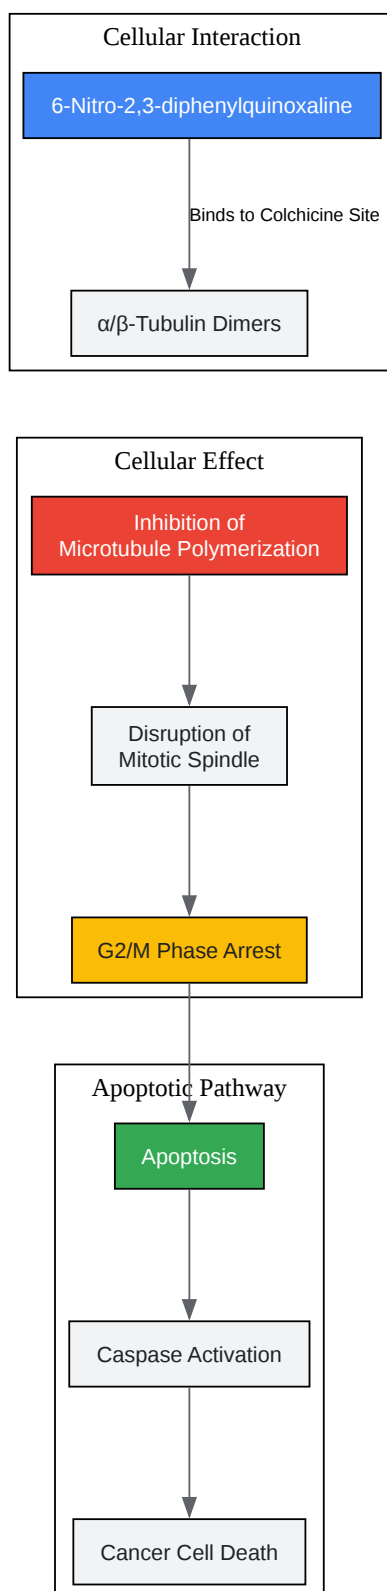 Cellular Interaction
6-Nitro-2,3-diphenylquinoxaline
Binds to Colchicine Site
α/β-Tubulin Dimers
Cellular Effect
Inhibition of
Microtubule Polymerization
Disruption of
Mitotic Spindle
G2/M Phase Arrest
Apoptotic Pathway
Apoptosis
Caspase Activation
Cancer Cell Death